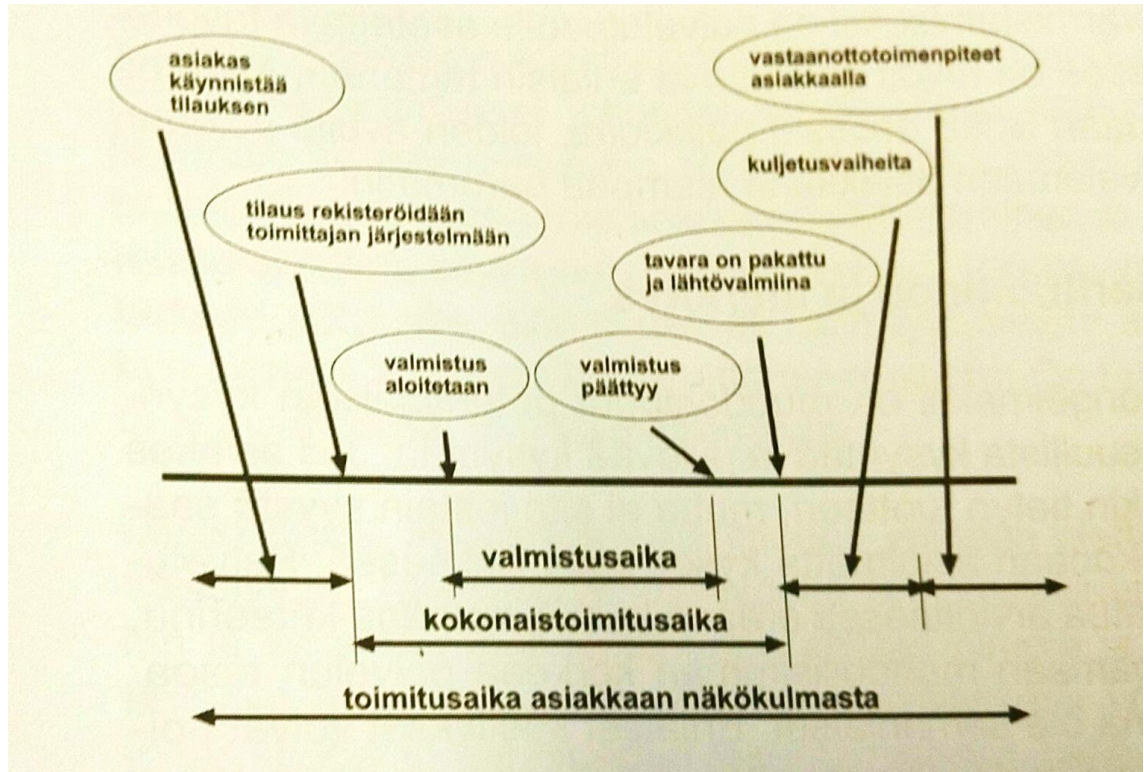 asiakas
käynnistää
tilauksen
vastaanottotoimenpiteet
asiakkaalla
kuljetusvaiheita
tilaus rekisteröidään
toimittajan järjestelmään
tavara on pakattu
ja lähtövalmiina
valmistus
aloitetaan
valmistus
päättyy
valmistusaika
kokonaistoimitusaika
toimitusaika asiakkaan näkökulmasta